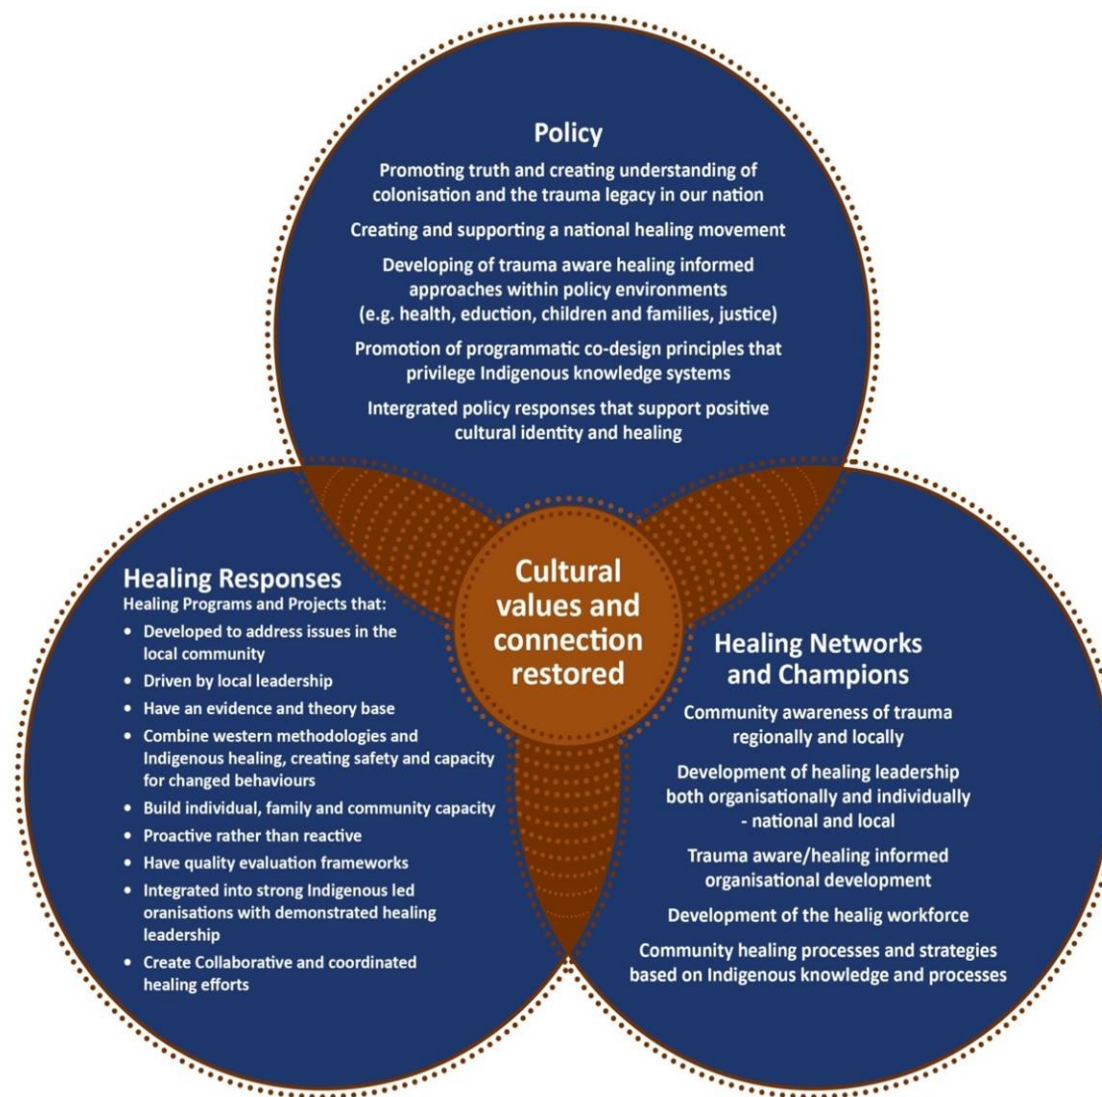 Policy
Promoting truth and creating understanding of
colonisation and the trauma legacy in our nation
Creating and supporting a national healing movement
Developing of trauma aware healing informed
approaches within policy environments
(e.g. health, eduction, children and families, justice)
Promotion of programmatic co-design principles that
privilege Indigenous knowledge systems
Intergrated policy responses that support positive
cultural identity and healing
Cultural
values and
connection
restored
Healing Responses
Healing Programs and Projects that:
• Developed to address issues in the
local community
• Driven by local leadership
• Have an evidence and theory base
• Combine western methodologies and
Indigenous healing, creating safety and capacity
for changed behaviours
• Build individual, family and community capacity
• Proactive rather than reactive
• Have quality evaluation frameworks
• Integrated into strong Indigenous led
oranisations with demonstrated healing
leadership
• Create Collaborative and coordinated
healing efforts
Healing Networks
and Champions
Community awareness of trauma
regionally and locally
Development of healing leadership
both organisationally and individually
- national and local
Trauma aware/healing informed
organisational development
Development of the healig workforce
Community healing processes and strategies
based on Indigenous knowledge and processes